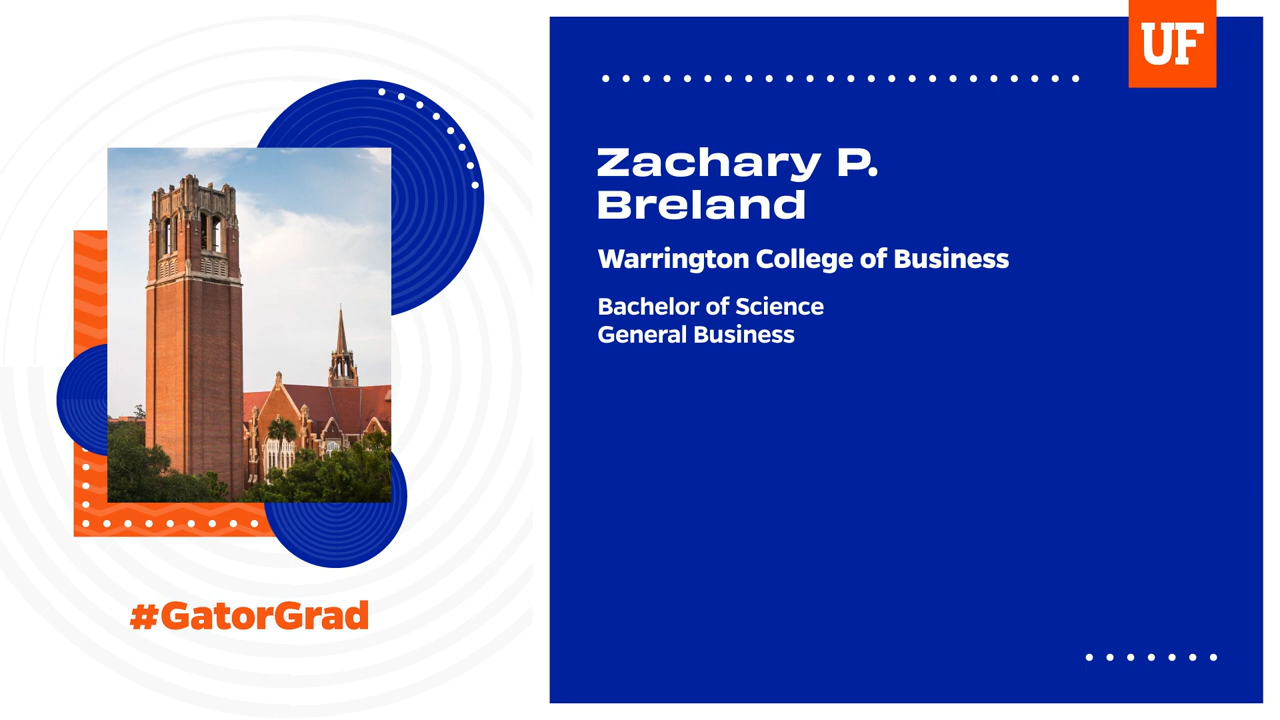 UF
Zachary P.
Breland
Warrington College of Business
Bachelor of Science
General Business
#GatorGrad